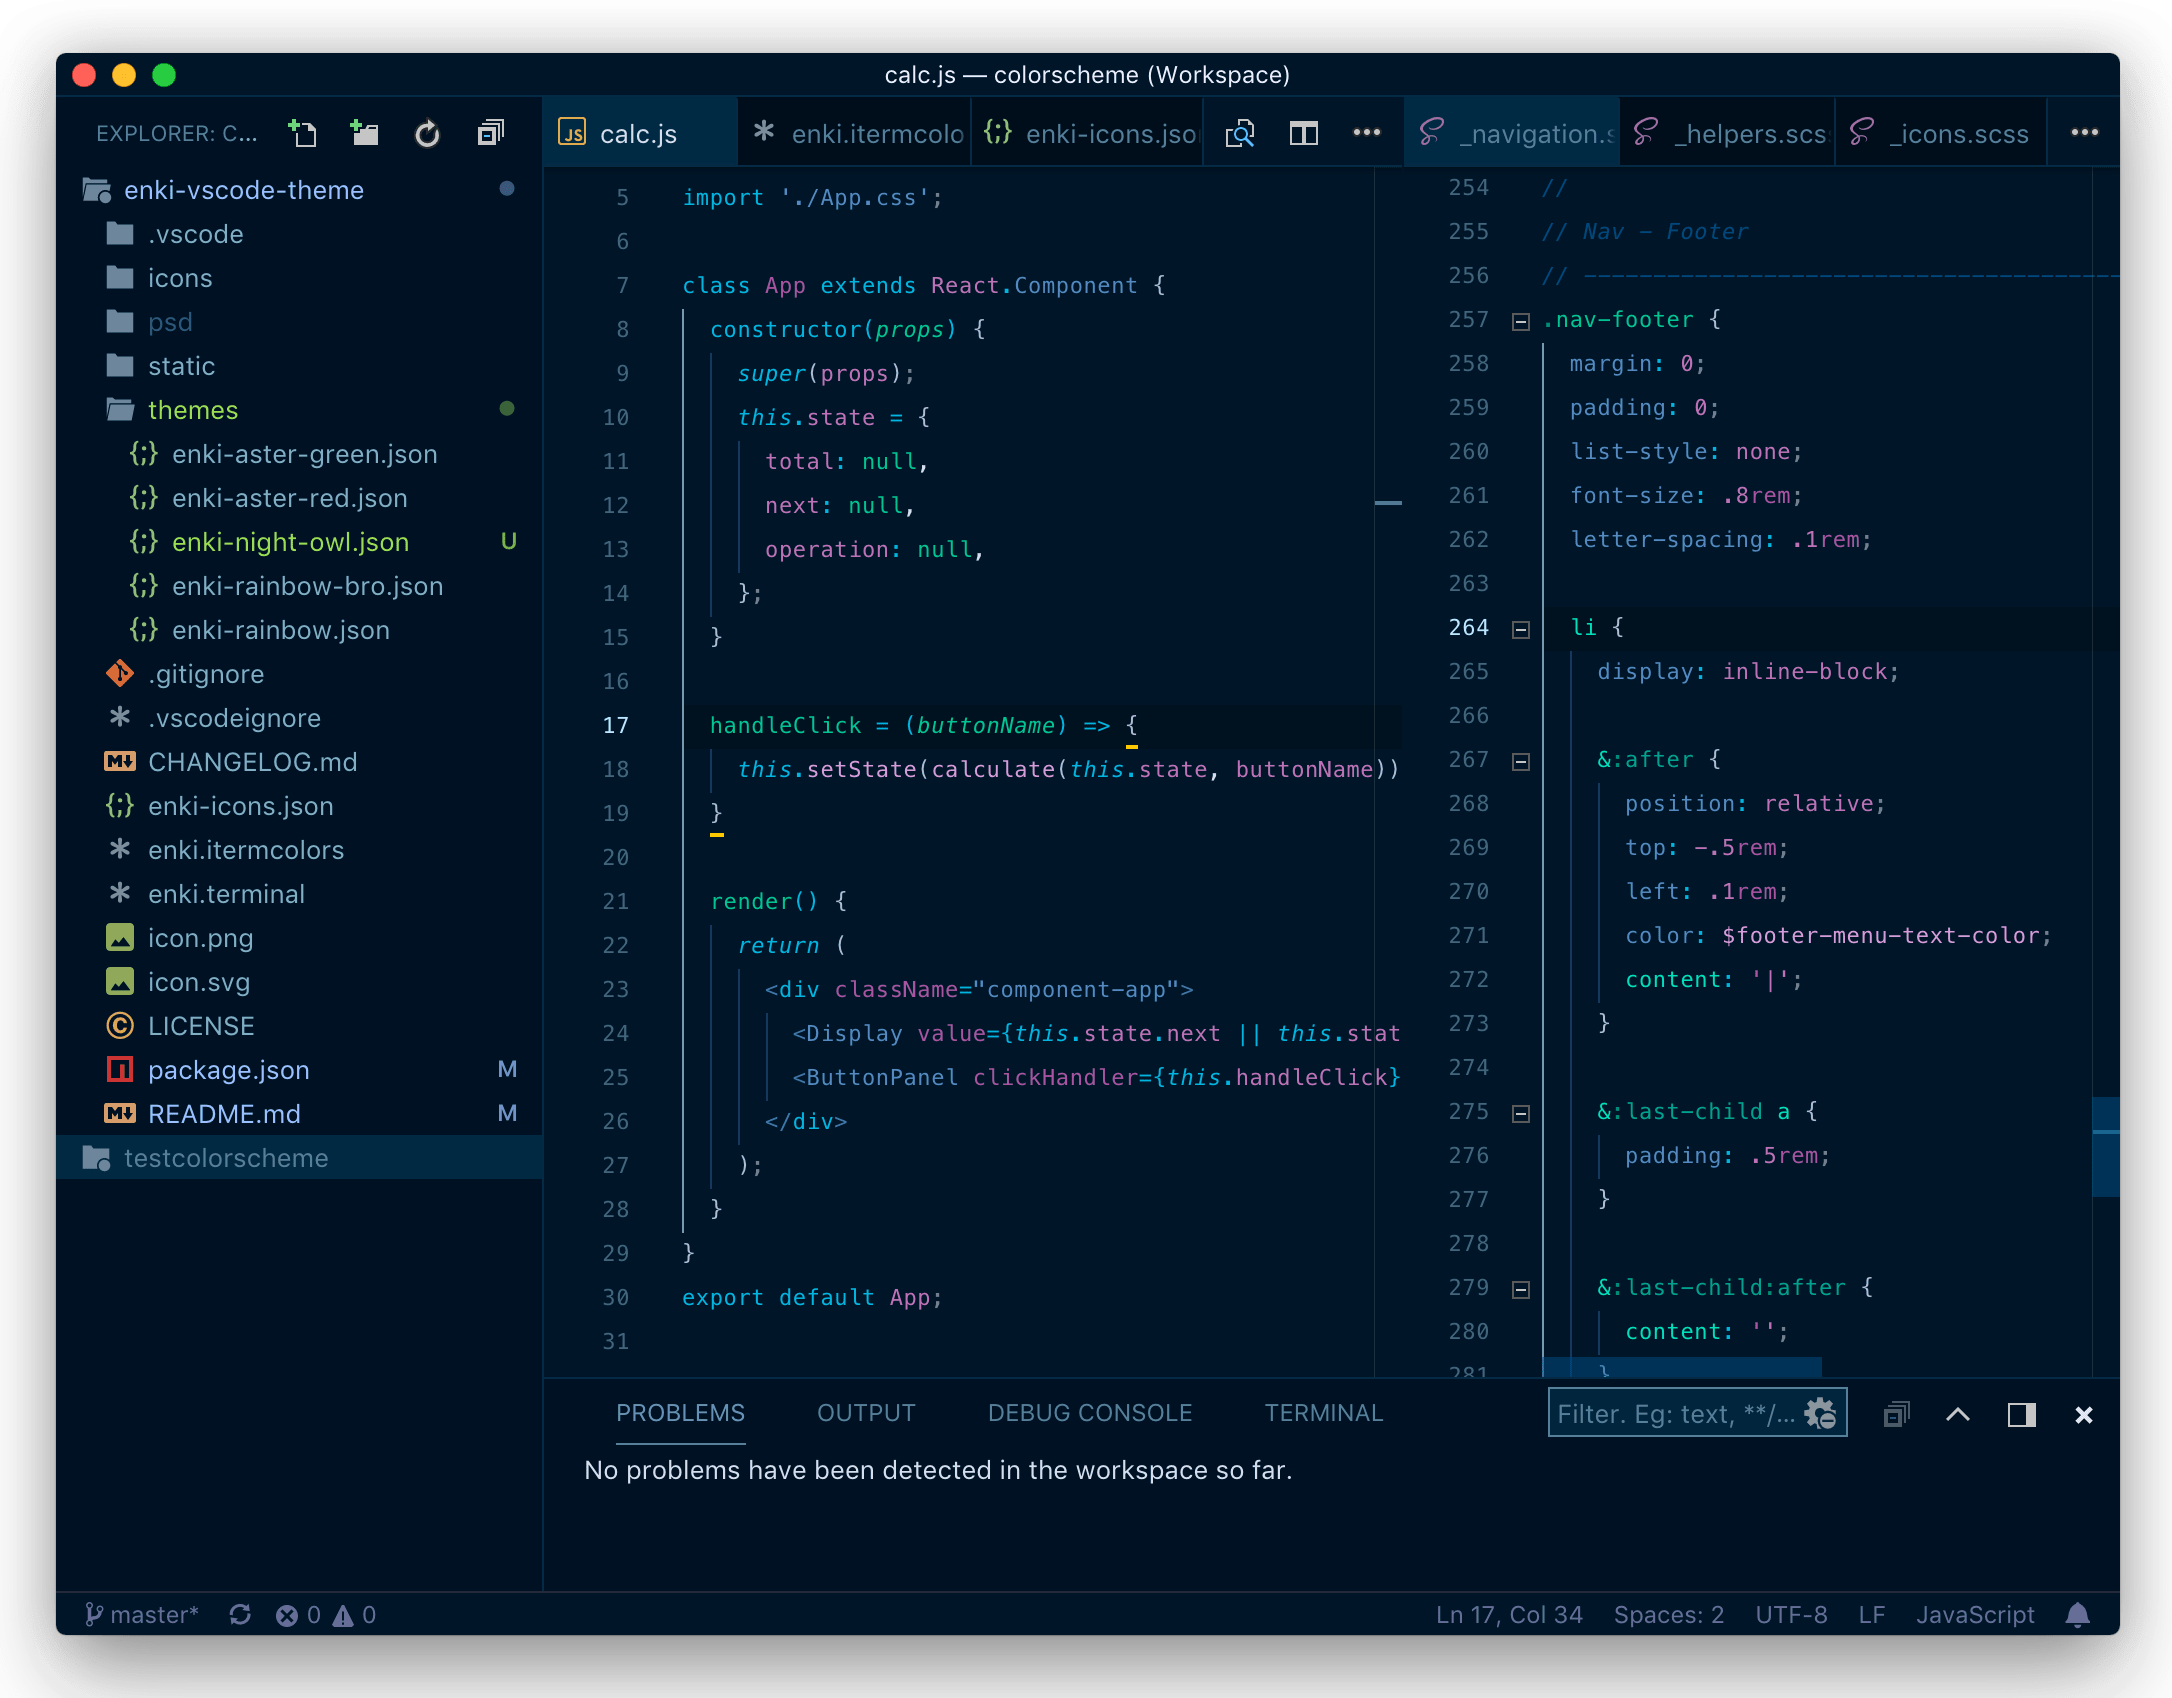 calc.js — colorscheme (Workspace)
EXPLORER: C...
enki-vscode-theme
.vscode
icons
psd
static
themes
enki-aster-green.json
enki-aster-red.json
enki-night-owl.json U
enki-rainbow-bro.json
enki-rainbow.json
.gitignore
.vscodeignore
CHANGELOG.md
enki-icons.json
enki.itermcolors
enki.terminal
icon.png
icon.svg
LICENSE
package.json M
README.md M
testcolorscheme
JS calc.js enki.itermcolo enki-icons.jso
5 import './App.css';
6
7 class App extends React.Component {
8 constructor(props) {
9 super(props);
10 this.state = {
11 total: null,
12 next: null,
13 operation: null,
14 };
15 }
16
17 handleClick = (buttonName) => {
18 this.setState(calculate(this.state, buttonName))
19 }
20
21 render() {
22 return (
23 <div className="component-app">
24 <Display value={this.state.next || this.stat
25 <ButtonPanel clickHandler={this.handleClick}
26 </div>
27 );
28 }
29 }
30 export default App;
31
_navigation.s _helpers.scs _icons.scss
254 //
255 // Nav - Footer
256 // ---------------------------------------
257 .nav-footer {
258 margin: 0;
259 padding: 0;
260 list-style: none;
261 font-size: .8rem;
262 letter-spacing: .1rem;
263
264 li {
265 display: inline-block;
266
267 &:after {
268 position: relative;
269 top: -.5rem;
270 left: .1rem;
271 color: $footer-menu-text-color;
272 content: '|';
273 }
274
275 &:last-child a {
276 padding: .5rem;
277 }
278
279 &:last-child:after {
280 content: '';
281 }
PROBLEMS OUTPUT DEBUG CONSOLE TERMINAL Filter. Eg: text, **/...
No problems have been detected in the workspace so far.
master* 0 0 Ln 17, Col 34 Spaces: 2 UTF-8 LF JavaScript